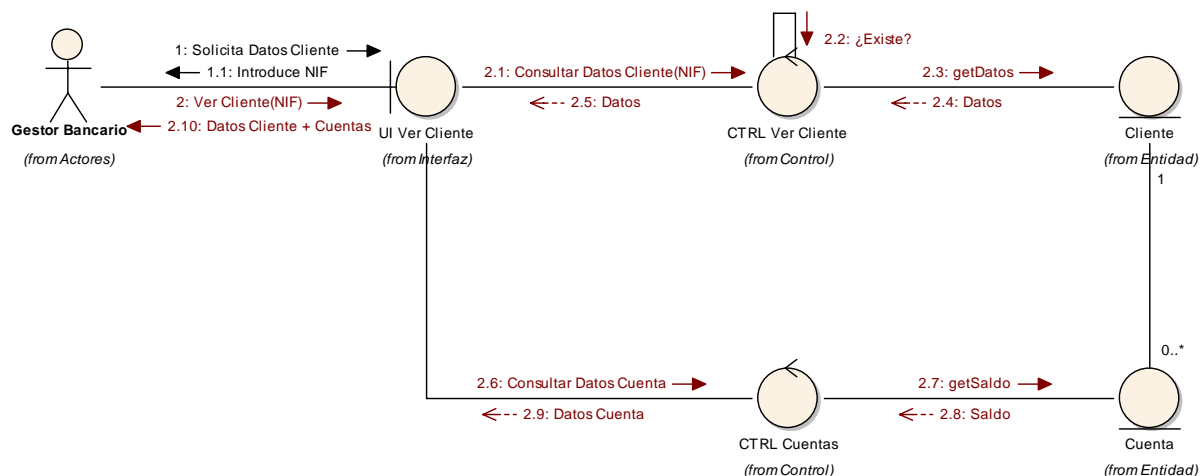 1: Solicita Datos Cliente
1.1: Introduce NIF
2: Ver Cliente(NIF)
2.10: Datos Cliente + Cuentas
Gestor Bancario
(from Actores)
UI Ver Cliente
(from Interfaz)
2.1: Consultar Datos Cliente(NIF)
2.5: Datos
2.2: ¿Existe?
CTRL Ver Cliente
(from Control)
2.3: getDatos
2.4: Datos
Cliente
(from Entidad)
1
0..*
2.6: Consultar Datos Cuenta
2.9: Datos Cuenta
CTRL Cuentas
(from Control)
2.7: getSaldo
2.8: Saldo
Cuenta
(from Entidad)